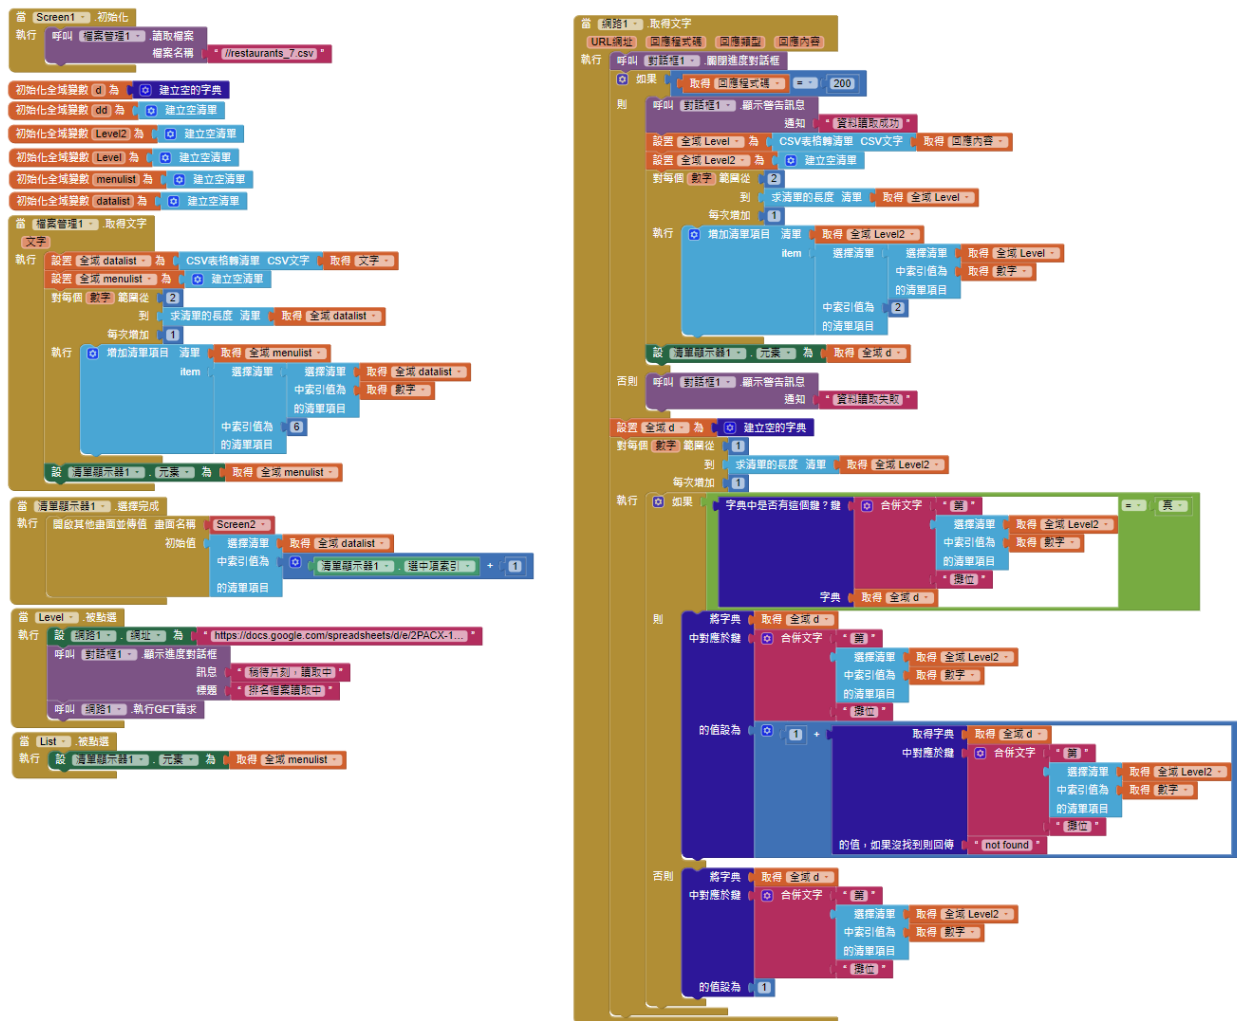 當 Screen1 .初始化
執行 呼叫 檔案管理1 .讀取檔案
檔案名稱 " //restaurants_7.csv "
初始化全域變數 d 為 建立空的字典
初始化全域變數 dd 為 建立空清單
初始化全域變數 Level2 為 建立空清單
初始化全域變數 Level 為 建立空清單
初始化全域變數 menulist 為 建立空清單
初始化全域變數 datalist 為 建立空清單
當 檔案管理1 .取得文字
文字
執行 設置 全域 datalist 為 CSV表格轉清單 CSV文字 取得 文字
設置 全域 menulist 為 建立空清單
對每個 數字 範圍從 2
到 求清單的長度 清單 取得 全域 datalist
每次增加 1
執行 增加清單項目 清單 取得 全域 menulist
item 選擇清單 選擇清單 取得 全域 datalist
中索引值為 取得 數字
的清單項目
中索引值為 6
的清單項目
設 清單顯示器1 . 元素 為 取得 全域 menulist
當 清單顯示器1 .選擇完成
執行 開啟其他畫面並傳值 畫面名稱 Screen2
初始值 選擇清單 取得 全域 datalist
中索引值為 清單顯示器1 . 選中項索引 + 1
的清單項目
當 Level .被點選
執行 設 網路1 . 網址 為 " https://docs.google.com/spreadsheets/d/e/2PACX-1... "
呼叫 對話框1 .顯示進度對話框
訊息 " 稍待片刻，讀取中 "
標題 " 排名檔案讀取中 "
呼叫 網路1 .執行GET請求
當 List .被點選
執行 設 清單顯示器1 . 元素 為 取得 全域 menulist
當 網路1 .取得文字
URL網址 回應程式碼 回應類型 回應內容
執行 呼叫 對話框1 .關閉進度對話框
如果 取得 回應程式碼 = 200
則 呼叫 對話框1 .顯示警告訊息
通知 " 資料讀取成功 "
設置 全域 Level 為 CSV表格轉清單 CSV文字 取得 回應內容
設置 全域 Level2 為 建立空清單
對每個 數字 範圍從 2
到 求清單的長度 清單 取得 全域 Level
每次增加 1
執行 增加清單項目 清單 取得 全域 Level2
item 選擇清單 選擇清單 取得 全域 Level
中索引值為 取得 數字
的清單項目
中索引值為 2
的清單項目
設 清單顯示器1 . 元素 為 取得 全域 d
否則 呼叫 對話框1 .顯示警告訊息
通知 " 資料讀取失敗 "
設置 全域 d 為 建立空的字典
對每個 數字 範圍從 1
到 求清單的長度 清單 取得 全域 Level2
每次增加 1
執行 如果 字典中是否有這個鍵？鍵 合併文字 " 第 " = 真
選擇清單 取得 全域 Level2
中索引值為 取得 數字
的清單項目
" 攤位 "
字典 取得 全域 d
則 將字典 取得 全域 d
中對應於鍵 合併文字 " 第 "
選擇清單 取得 全域 Level2
中索引值為 取得 數字
的清單項目
" 攤位 "
的值設為 1 + 取得字典 取得 全域 d
中對應於鍵 合併文字 " 第 "
選擇清單 取得 全域 Level2
中索引值為 取得 數字
的清單項目
" 攤位 "
的值，如果沒找到則回傳 " not found "
否則 將字典 取得 全域 d
中對應於鍵 合併文字 " 第 "
選擇清單 取得 全域 Level2
中索引值為 取得 數字
的清單項目
" 攤位 "
的值設為 1